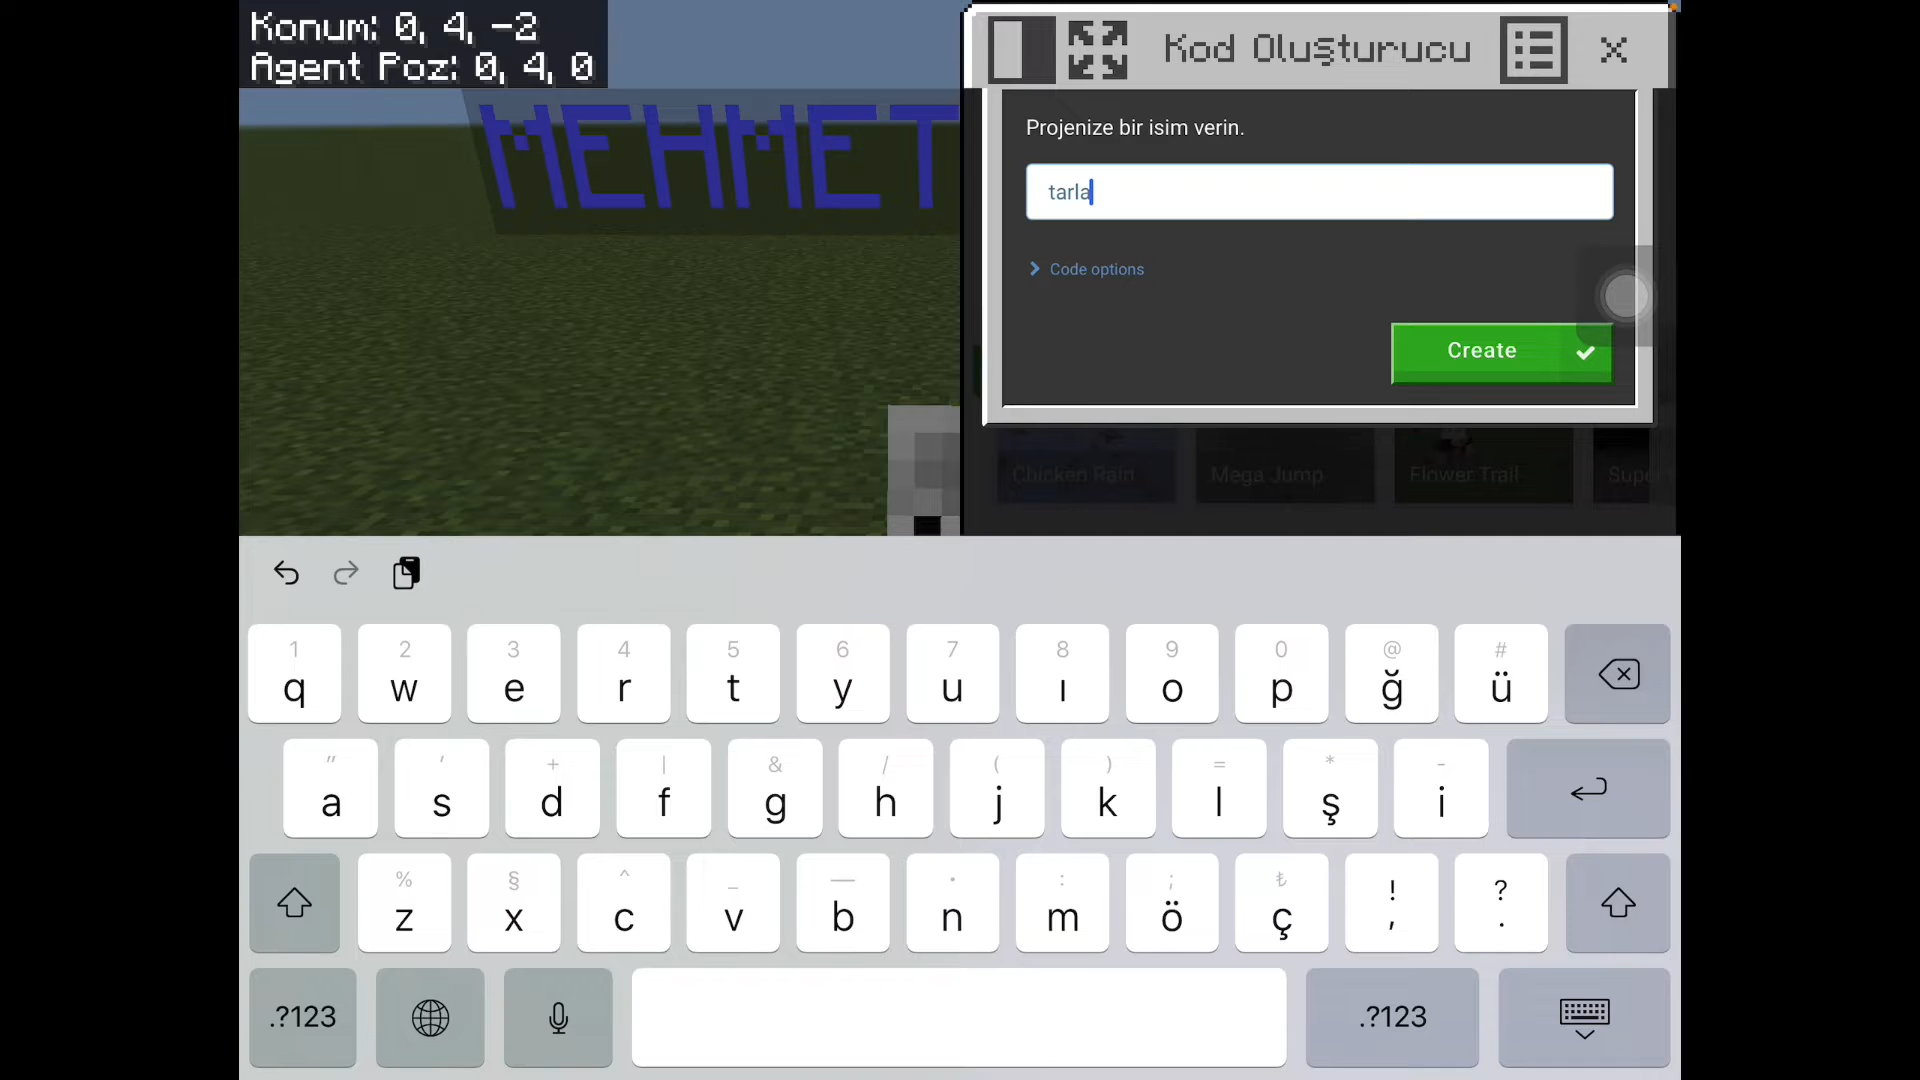 Konum: 0, 4, -2
Agent Poz: 0, 4, 0
MEHMET
Kod Oluşturucu
Projenize bir isim verin.
tarla
Code options
Create
Chicken Rain
Mega Jump
Flower Trail
Supe
1 2 3 4 5 6 7 8 9 0 @ #
q w e r t y u ı o p ğ ü
" ' + | & / ( ) = * -
a s d f g h j k l ş i
% § ^ _ — • : ; ₺ ! ?
z x c v b n m ö ç , .
.?123 .?123